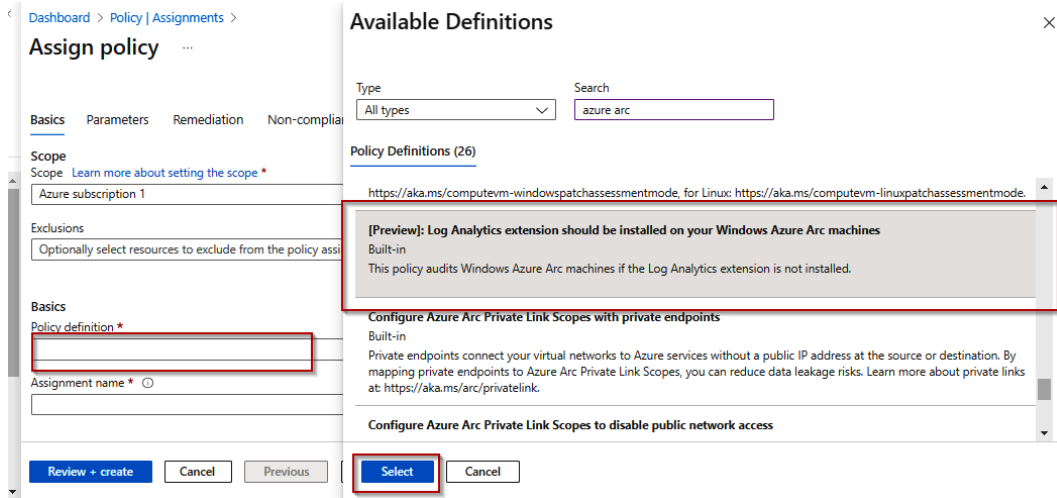 Dashboard > Policy | Assignments >
Assign policy ...
Basics Parameters Remediation Non-complia
Scope
Scope Learn more about setting the scope *
Azure subscription 1
Exclusions
Optionally select resources to exclude from the policy assi
Basics
Policy definition *
Assignment name *
Review + create Cancel Previous
Available Definitions
Type Search
All types azure arc
Policy Definitions (26)
https://aka.ms/computevm-windowspatchassessmentmode, for Linux: https://aka.ms/computevm-linuxpatchassessmentmode.
[Preview]: Log Analytics extension should be installed on your Windows Azure Arc machines
Built-in
This policy audits Windows Azure Arc machines if the Log Analytics extension is not installed.
Configure Azure Arc Private Link Scopes with private endpoints
Built-in
Private endpoints connect your virtual networks to Azure services without a public IP address at the source or destination. By
mapping private endpoints to Azure Arc Private Link Scopes, you can reduce data leakage risks. Learn more about private links
at: https://aka.ms/arc/privatelink.
Configure Azure Arc Private Link Scopes to disable public network access
Select Cancel